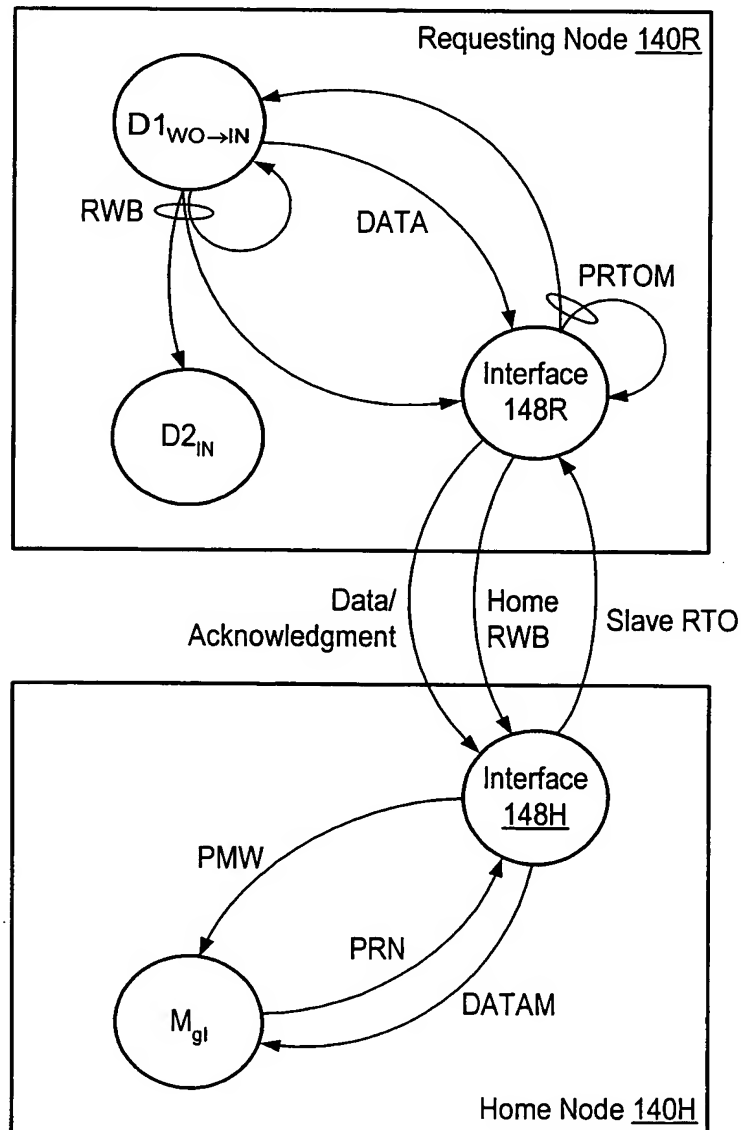 Requesting Node 140R
D1WO→IN
RWB
DATA
PRTOM
Interface
148R
D2IN
Data/
Acknowledgment
Home
RWB
Slave RTO
Interface
148H
PMW
PRN
DATAM
MgI
Home Node 140H